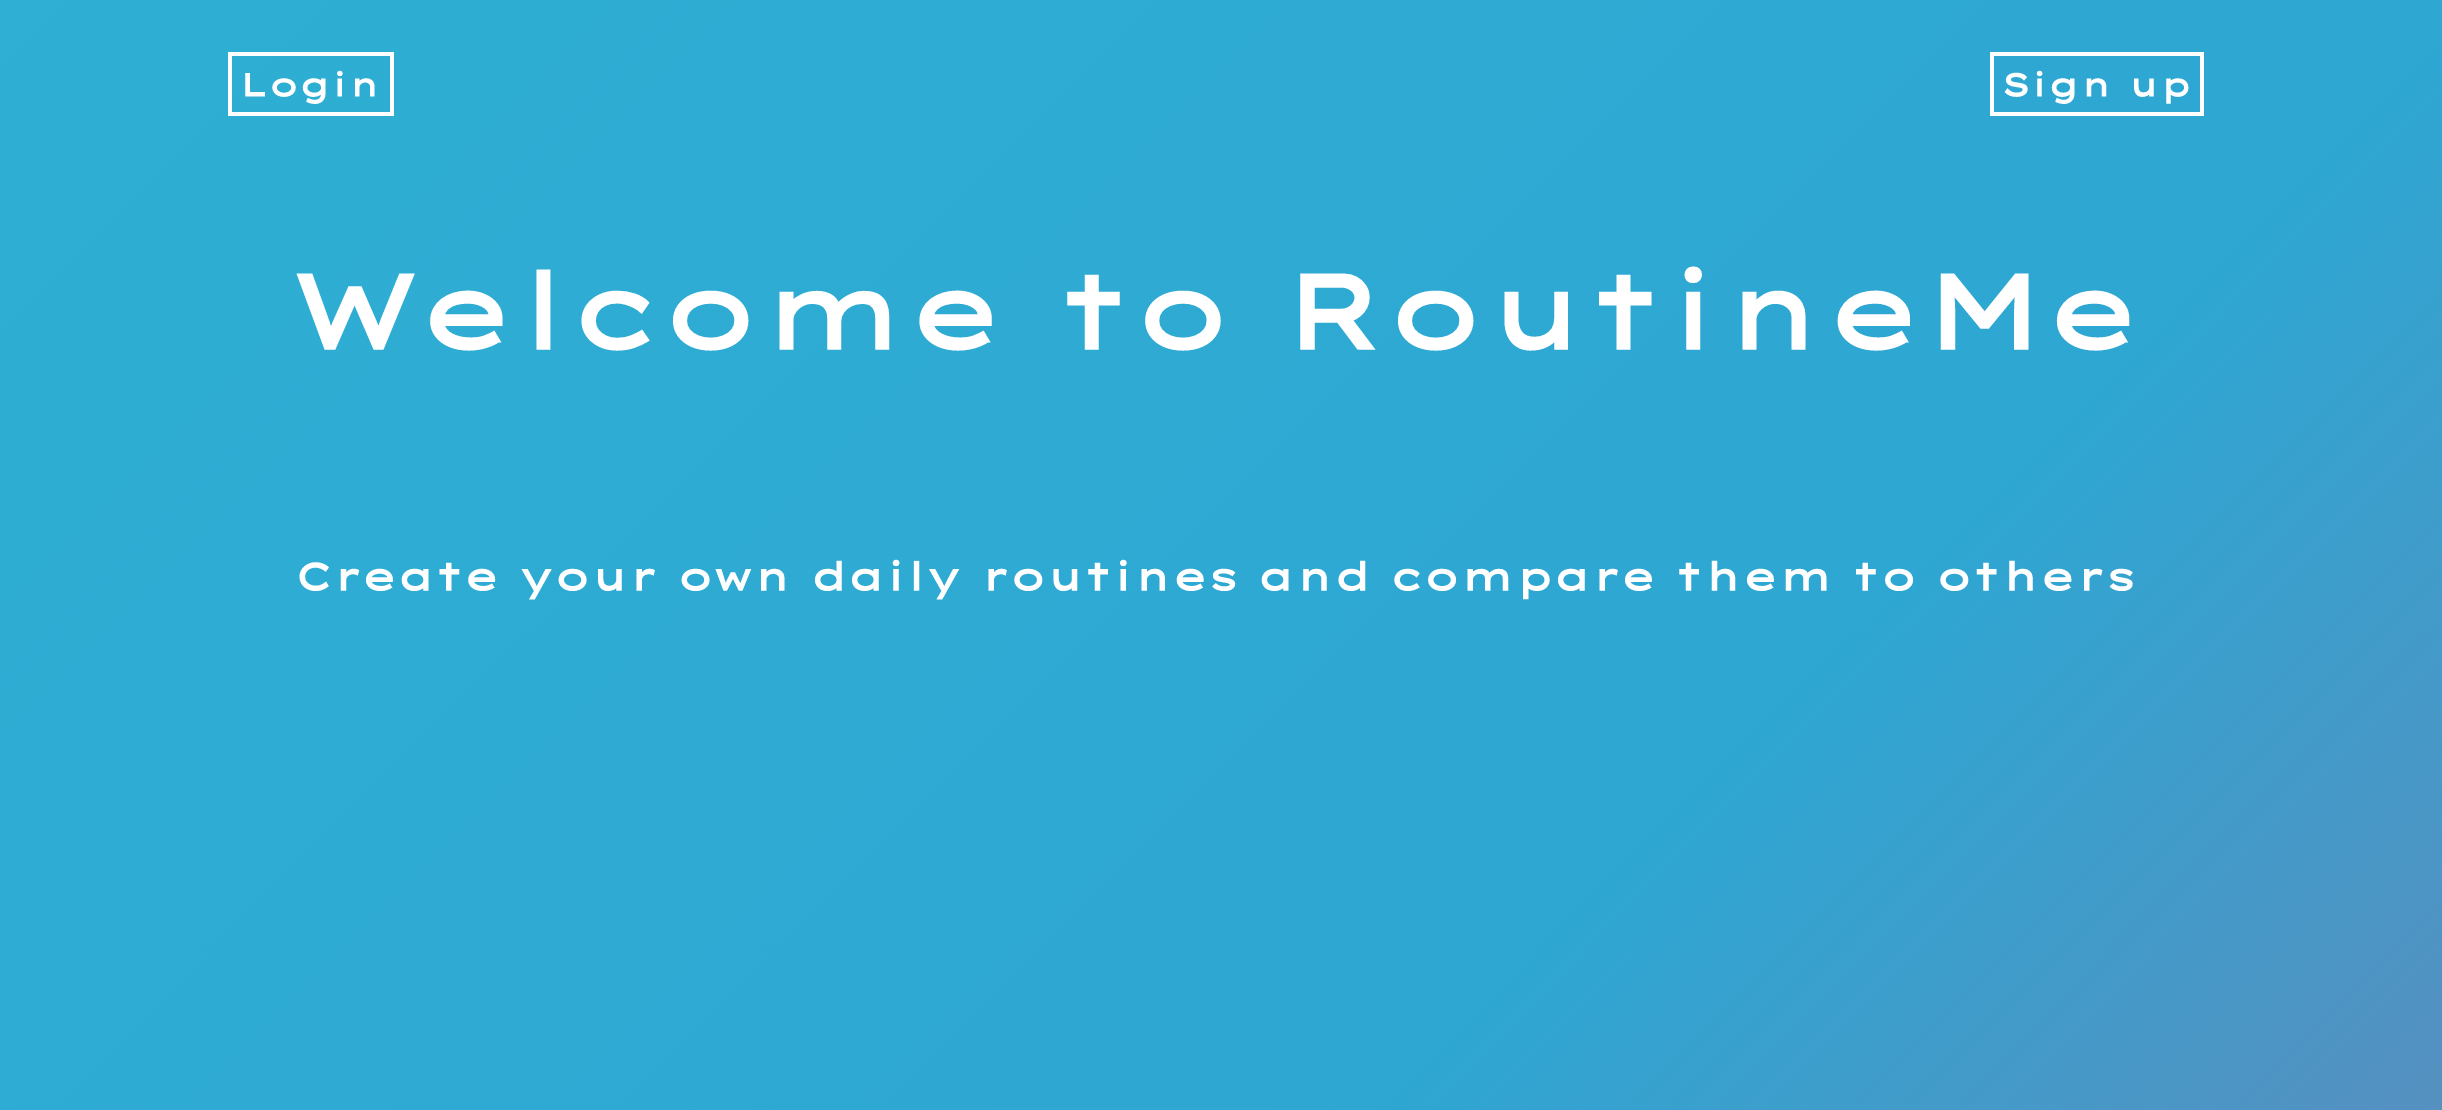 Login
Sign up
Welcome to RoutineMe
Create your own daily routines and compare them to others